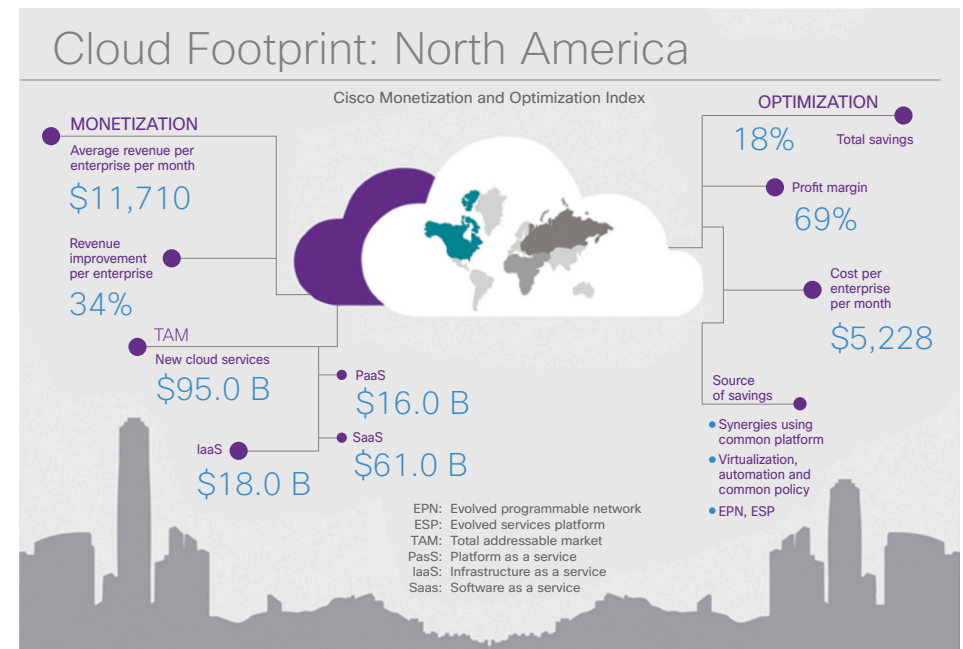 Cloud Footprint: North America
Cisco Monetization and Optimization Index
MONETIZATION
Average revenue per
enterprise per month
$11,710
Revenue
improvement
per enterprise
34%
TAM
New cloud services
$95.0 B
PaaS
$16.0 B
SaaS
$61.0 B
IaaS
$18.0 B
OPTIMIZATION
18%
Total savings
Profit margin
69%
Cost per
enterprise
per month
$5,228
Source
of savings
• Synergies using
common platform
• Virtualization,
automation and
common policy
• EPN, ESP
EPN: Evolved programmable network
ESP: Evolved services platform
TAM: Total addressable market
PasS: Platform as a service
IaaS: Infrastructure as a service
Saas: Software as a service